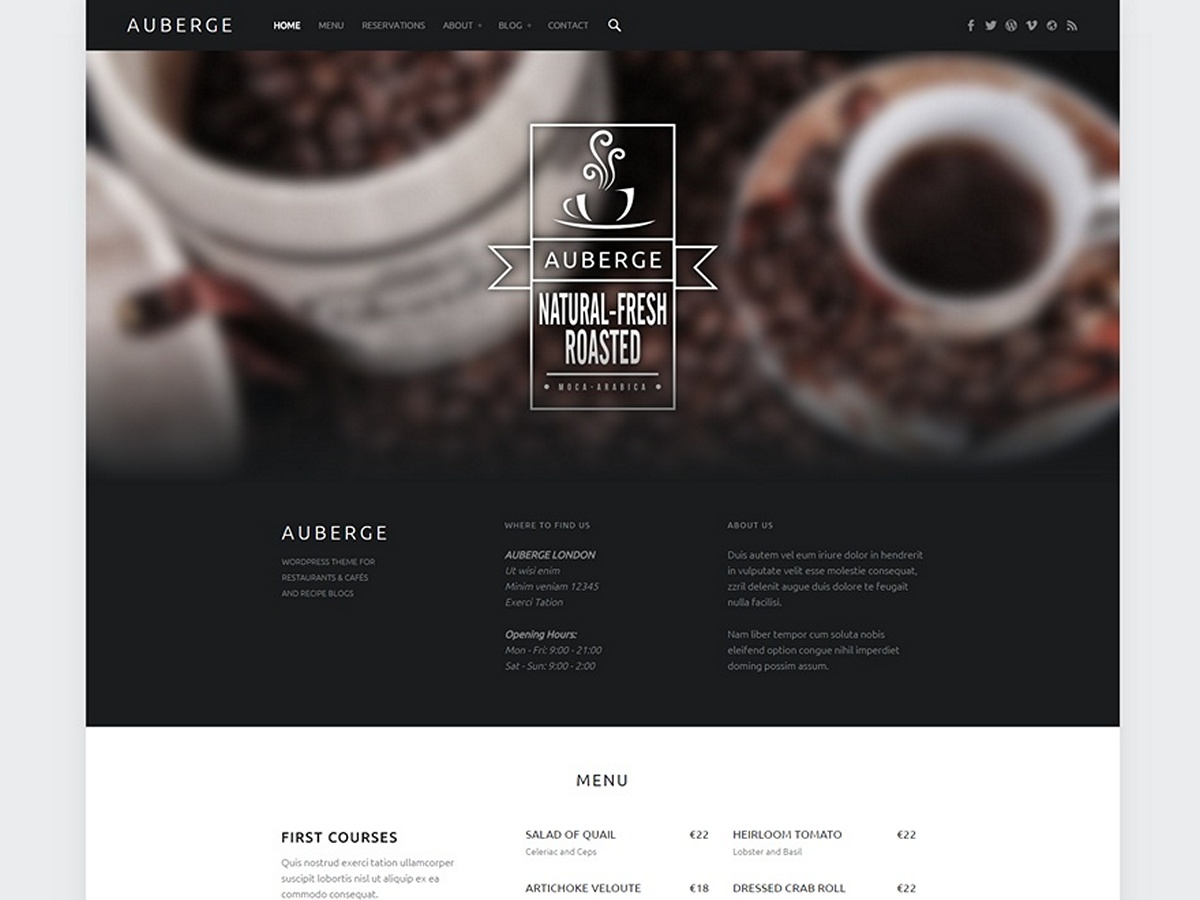 AUBERGE
HOME MENU RESERVATIONS ABOUT BLOG CONTACT
AUBERGE
NATURAL-FRESH
ROASTED
• MOCA-ARABICA •
AUBERGE
WORDPRESS THEME FOR
RESTAURANTS & CAFÉS
AND RECIPE BLOGS
WHERE TO FIND US
AUBERGE LONDON
Ut wisi enim
Minim veniam 12345
Exerci Tation
Opening Hours:
Mon - Fri: 9:00 - 21:00
Sat - Sun: 9:00 - 2:00
ABOUT US
Duis autem vel eum iriure dolor in hendrerit
in vulputate velit esse molestie consequat,
zzril delenit augue duis dolore te feugait
nulla facilisi.
Nam liber tempor cum soluta nobis
eleifend option congue nihil imperdiet
doming possim assum.
MENU
FIRST COURSES
Quis nostrud exerci tation ullamcorper
suscipit lobortis nisl ut aliquip ex ea
commodo consequat.
SALAD OF QUAIL €22
Celeriac and Ceps
HEIRLOOM TOMATO €22
Lobster and Basil
ARTICHOKE VELOUTE €18
DRESSED CRAB ROLL €22